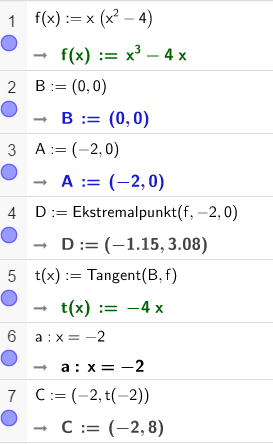 1 f(x) := x (x² − 4)
→ f(x) := x³ − 4 x
2 B := (0, 0)
→ B := (0, 0)
3 A := (−2, 0)
→ A := (−2, 0)
4 D := Ekstremalpunkt(f, −2, 0)
→ D := (−1.15, 3.08)
5 t(x) := Tangent(B, f)
→ t(x) := −4 x
6 a : x = −2
→ a : x = −2
7 C := (−2, t(−2))
→ C := (−2, 8)